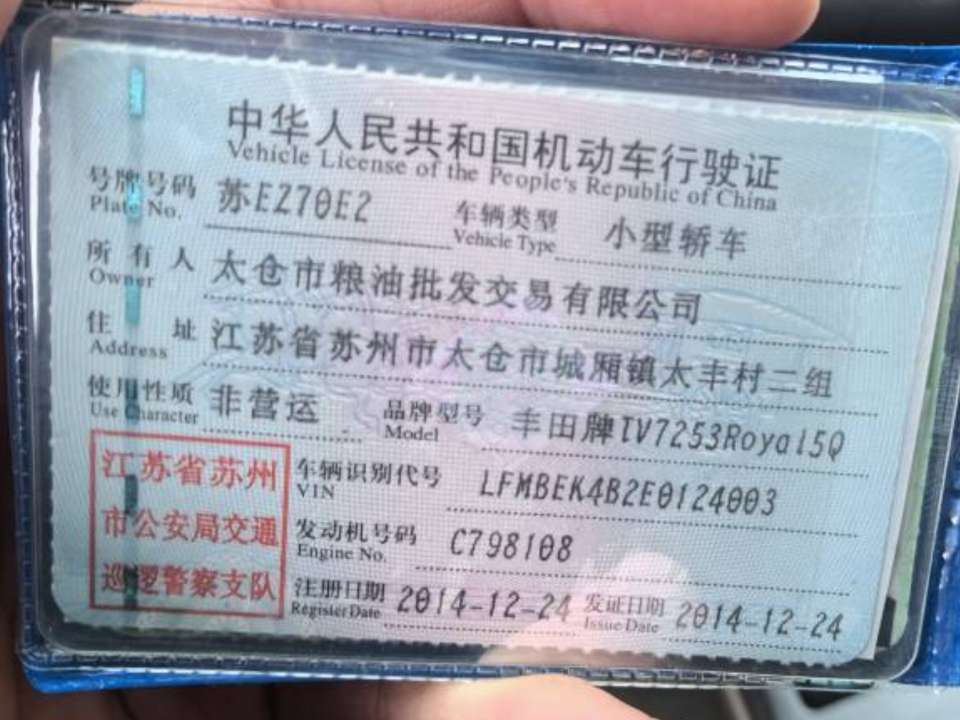 中华人民共和国机动车行驶证
Vehicle License of the People's Republic of China
号牌号码 苏EZ70E2 车辆类型 小型轿车
Plate No. Vehicle Type
所有人 太仓市粮油批发交易有限公司
Owner
住址 江苏省苏州市太仓市城厢镇太丰村二组
Address
使用性质 非营运 品牌型号 丰田牌TV7253Royal5Q
Use Character Model
江苏省苏州
市公安局交通
巡逻警察支队
车辆识别代号 LFMBEK4B2E0124003
VIN
发动机号码 C798108
Engine No.
注册日期 2014-12-24 发证日期 2014-12-24
Register Date Issue Date